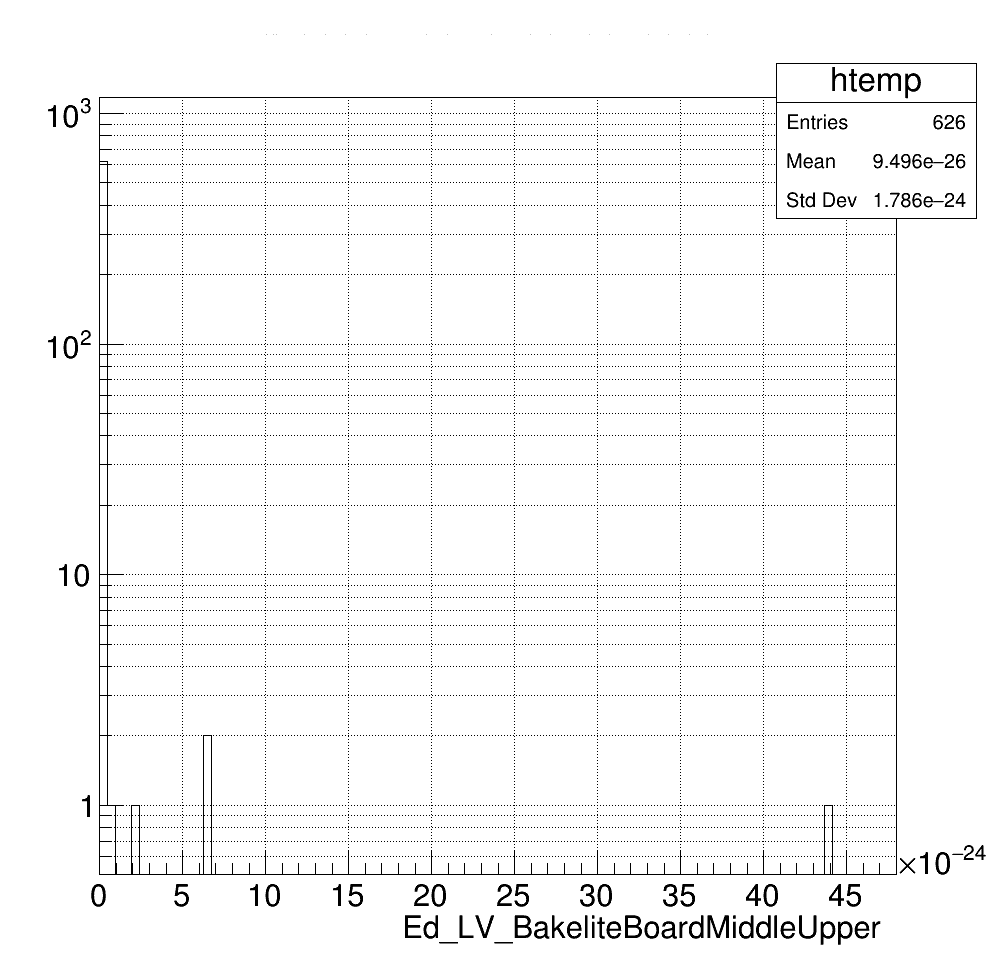 htemp
Entries 626
Mean 9.496e−26
Std Dev 1.786e−24
10³
10²
10
1
0 5 10 15 20 25 30 35 40 45
×10⁻²⁴
Ed_LV_BakeliteBoardMiddleUpper